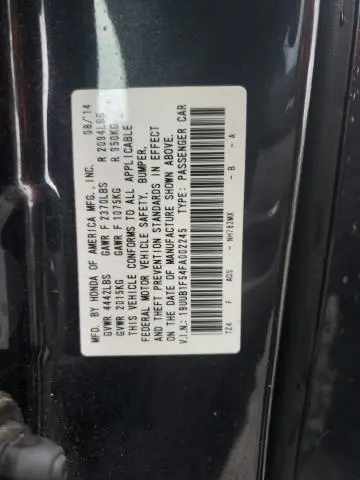 MFD. BY HONDA OF AMERICA MFG., INC. 08/'14
GVWR 4442LBS GAWR F 2370LBS R 2094LBS
GVWR 2015KG GAWR F 1075KG R 950KG
THIS VEHICLE CONFORMS TO ALL APPLICABLE
FEDERAL MOTOR VEHICLE SAFETY, BUMPER,
AND THEFT PREVENTION STANDARDS IN EFFECT
ON THE DATE OF MANUFACTURE SHOWN ABOVE.
V.I.N.: 19UUB1F54FA002245 TYPE: PASSENGER CAR
TZ4 F A05 - NH782MX - B - A